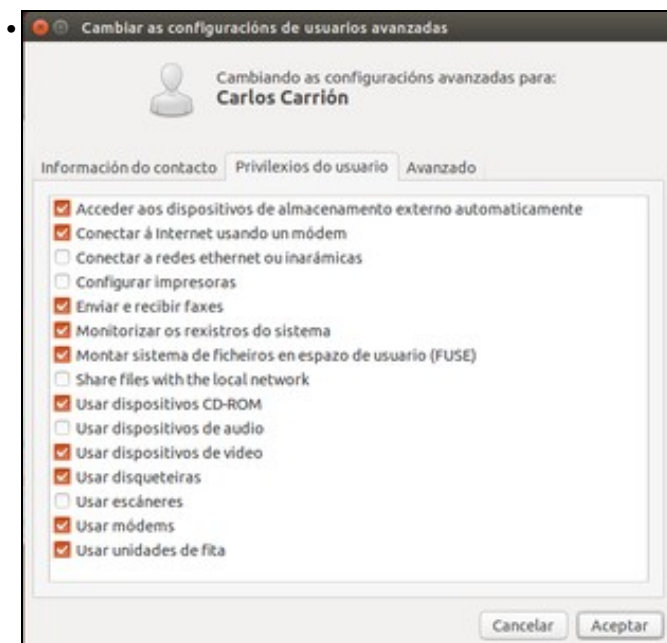 Cambiar as configuracións de usuarios avanzadas
Cambiando as configuracións avanzadas para:
Carlos Carrión
Información do contacto Privilexios do usuario Avanzado
Acceder aos dispositivos de almacenamento externo automaticamente
Conectar á Internet usando un módem
Conectar a redes ethernet ou inarámicas
Configurar impresoras
Enviar e recibir faxes
Monitorizar os rexistros do sistema
Montar sistema de ficheiros en espazo de usuario (FUSE)
Share files with the local network
Usar dispositivos CD-ROM
Usar dispositivos de audio
Usar dispositivos de video
Usar disqueteiras
Usar escáneres
Usar módems
Usar unidades de fita
Cancelar Aceptar